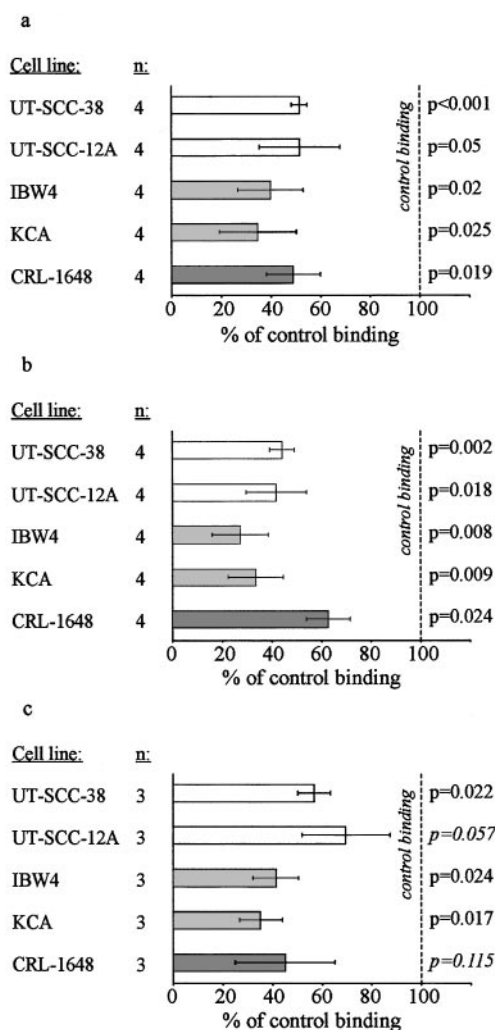 a
Cell line: n:
UT-SCC-38 4 p<0.001
UT-SCC-12A 4 p=0.05
IBW4 4 p=0.02
KCA 4 p=0.025
CRL-1648 4 p=0.019
control binding
0 20 40 60 80 100
% of control binding
b
Cell line: n:
UT-SCC-38 4 p=0.002
UT-SCC-12A 4 p=0.018
IBW4 4 p=0.008
KCA 4 p=0.009
CRL-1648 4 p=0.024
control binding
0 20 40 60 80 100
% of control binding
c
Cell line: n:
UT-SCC-38 3 p=0.022
UT-SCC-12A 3 p=0.057
IBW4 3 p=0.024
KCA 3 p=0.017
CRL-1648 3 p=0.115
control binding
0 20 40 60 80 100
% of control binding